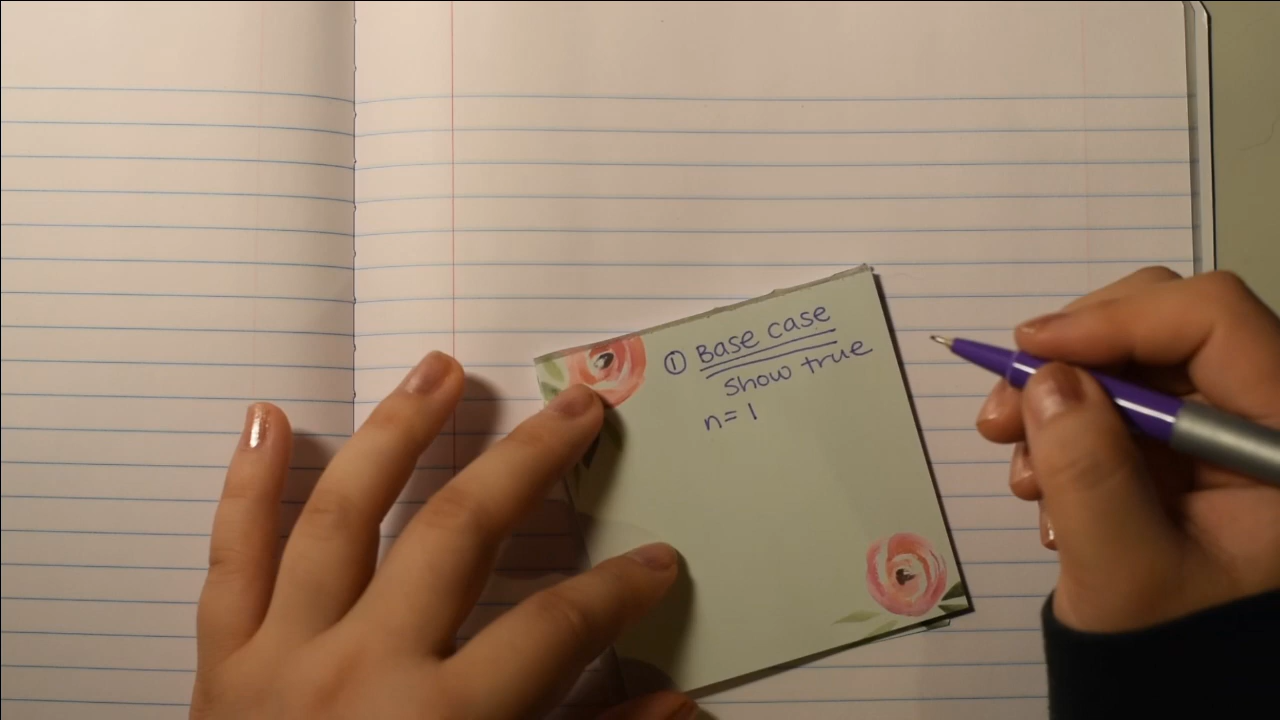 ① Base case
show true
n= 1